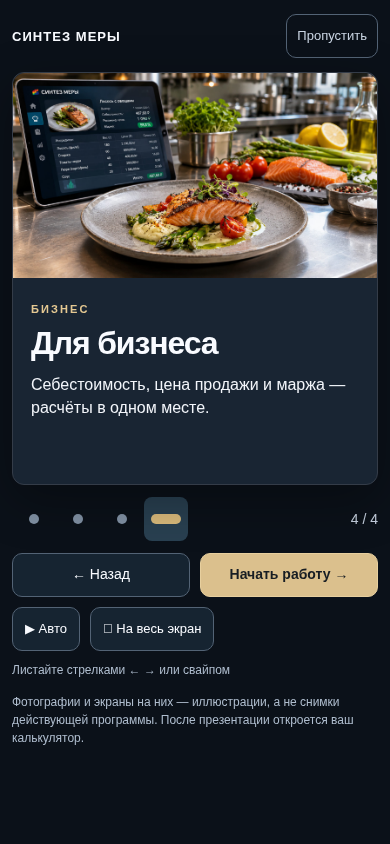 СИНТЕЗ МЕРЫ
Пропустить
СИНТЕЗ МЕРЫ
БИЗНЕС
Для бизнеса
Себестоимость, цена продажи и маржа —
расчёты в одном месте.
4 / 4
← Назад
Начать работу →
▶ Авто
На весь экран
Листайте стрелками ← → или свайпом
Фотографии и экраны на них — иллюстрации, а не снимки
действующей программы. После презентации откроется ваш
калькулятор.